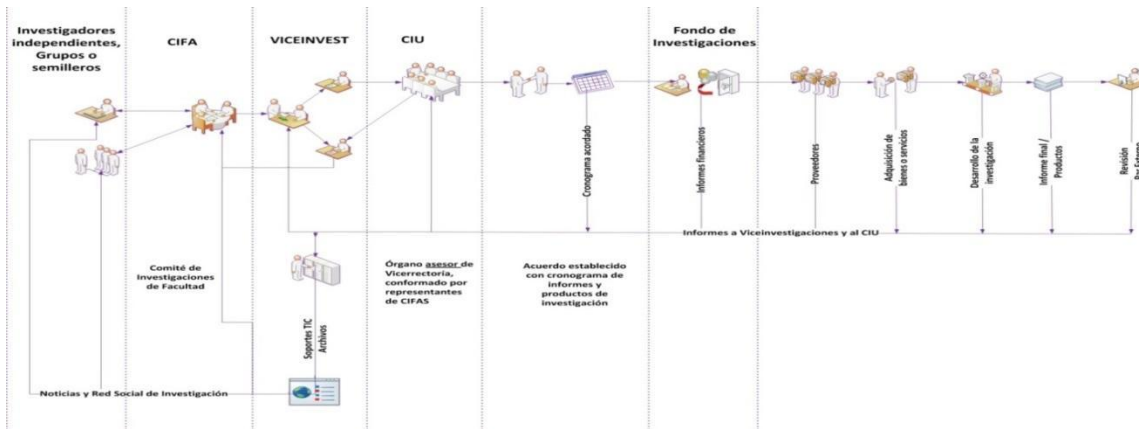 Investigadores
independientes,
Grupos o
semilleros
CIFA
VICEINVEST
CIU
Fondo de
Investigaciones
Cronograma acordado
Informes financieros
Proveedores
Adquisición de
bienes o servicios
Desarrollo de la
investigación
Informe final /
Productos
Revisión
Informes a Viceinvestigaciones y al CIU
Comité de
Investigaciones
de Facultad
Órgano asesor de
Vicerrectoría,
conformado por
representantes
de CIFAS
Acuerdo establecido
con cronograma de
informes y
productos de
investigación
Soportes TIC
Archivos
Noticias y Red Social de Investigación